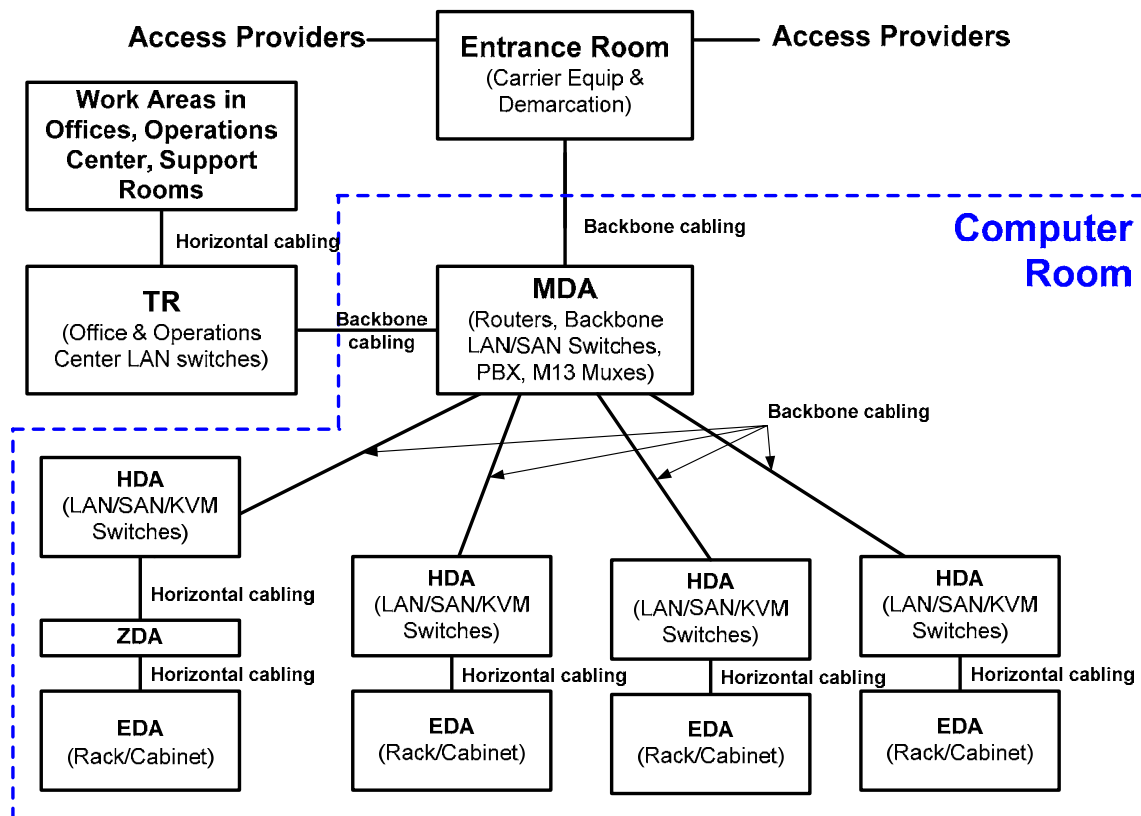 Access Providers
Entrance Room
(Carrier Equip &
Demarcation)
Access Providers
Work Areas in
Offices, Operations
Center, Support
Rooms
Horizontal cabling
Backbone cabling
Computer
Room
TR
(Office & Operations
Center LAN switches)
Backbone
cabling
MDA
(Routers, Backbone
LAN/SAN Switches,
PBX, M13 Muxes)
Backbone cabling
HDA
(LAN/SAN/KVM
Switches)
Horizontal cabling
ZDA
Horizontal cabling
EDA
(Rack/Cabinet)
HDA
(LAN/SAN/KVM
Switches)
Horizontal cabling
EDA
(Rack/Cabinet)
HDA
(LAN/SAN/KVM
Switches)
Horizontal cabling
EDA
(Rack/Cabinet)
HDA
(LAN/SAN/KVM
Switches)
Horizontal cabling
EDA
(Rack/Cabinet)